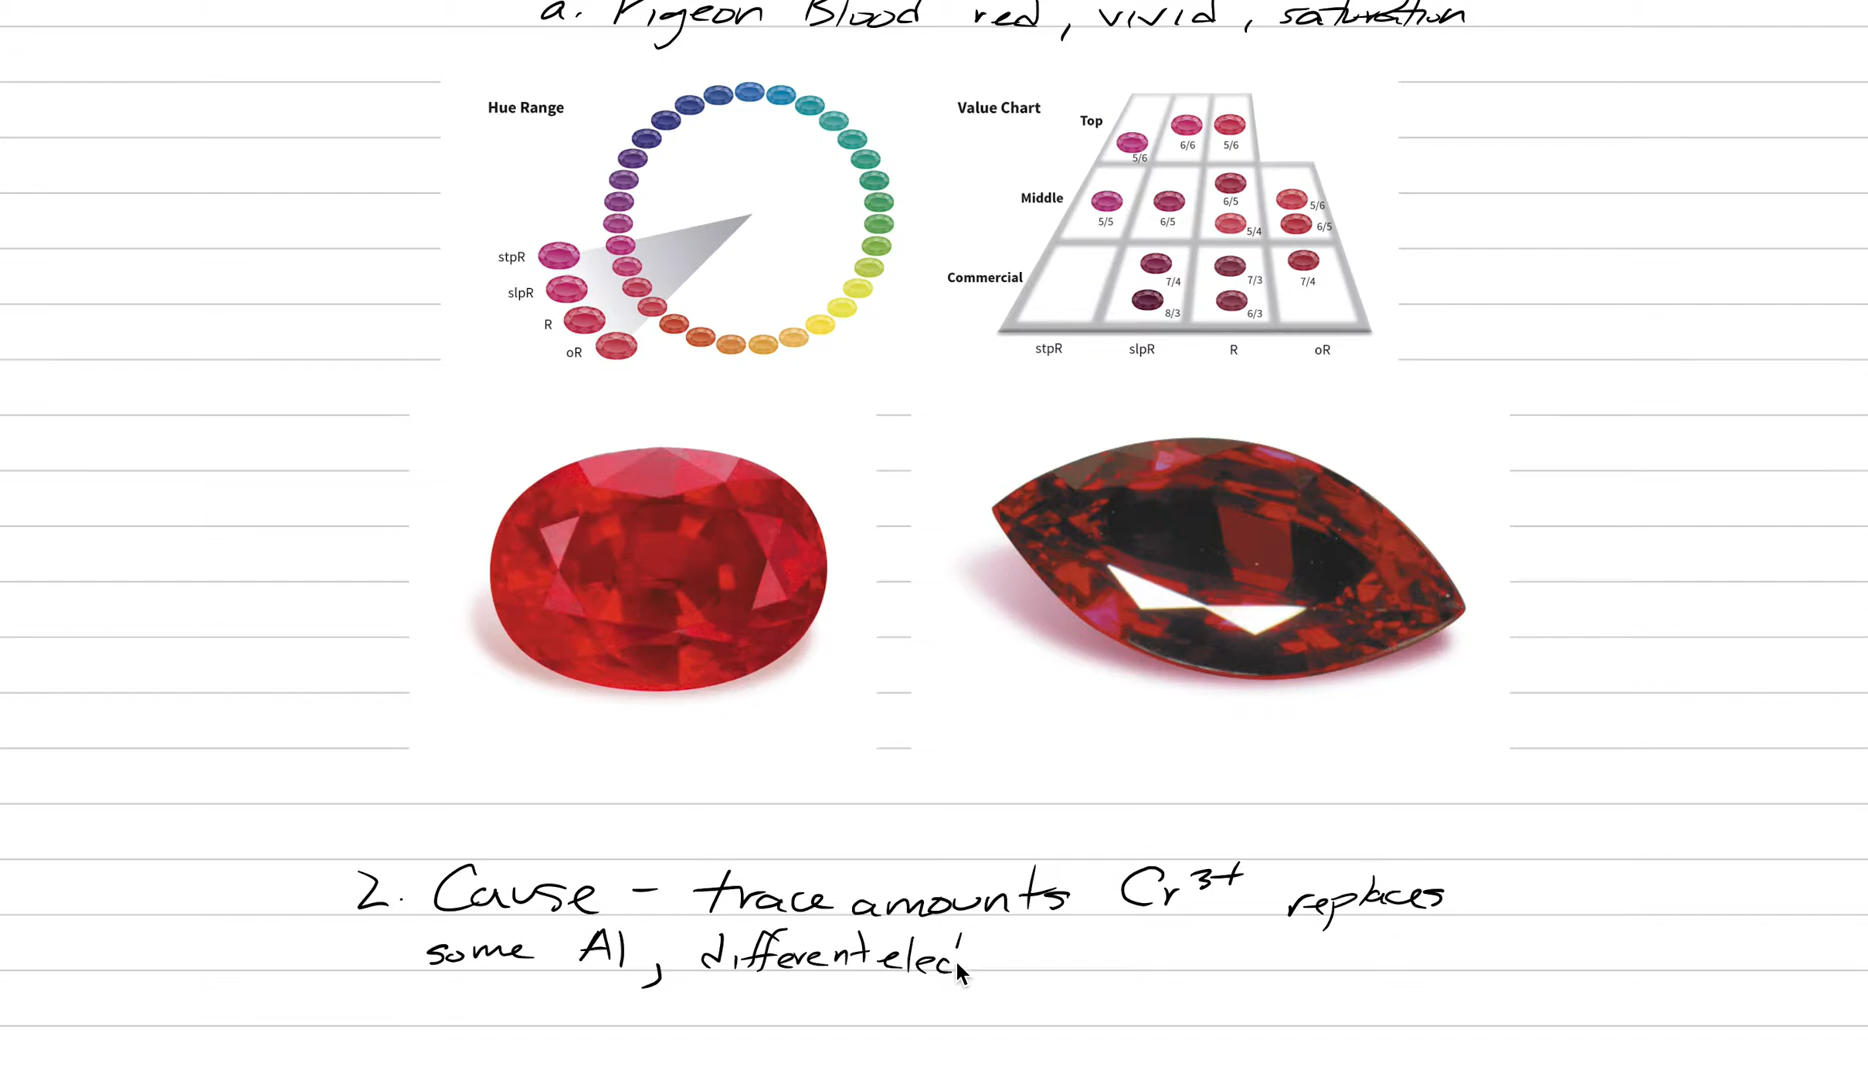 a. Pigeon Blood red, vivid, saturation
Hue Range
stpR
slpR
R
oR
Value Chart
Top
5/6
6/6
5/6
Middle
5/5
6/5
6/5
5/4
5/6
6/5
Commercial
7/4
8/3
7/3
6/3
7/4
stpR slpR R oR
2. Cause - trace amounts Cr³⁺ replaces
some Al, different elec